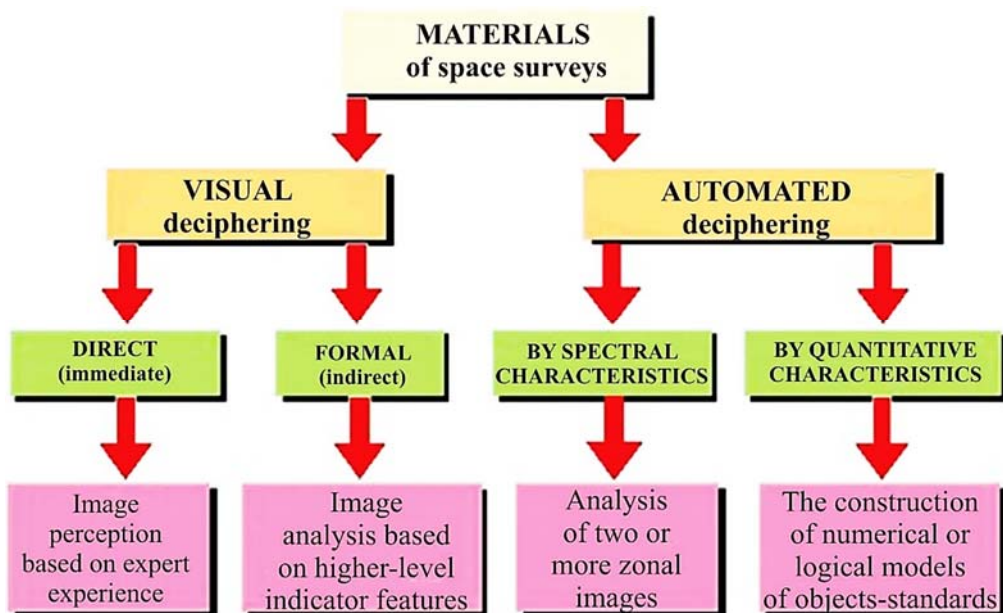 MATERIALS
of space surveys
VISUAL
deciphering
AUTOMATED
deciphering
DIRECT
(immediate)
FORMAL
(indirect)
BY SPECTRAL
CHARACTERISTICS
BY QUANTITATIVE
CHARACTERISTICS
Image
perception
based on expert
experience
Image
analysis based
on higher-level
indicator features
Analysis
of two or
more zonal
images
The construction
of numerical or
logical models
of objects-standards